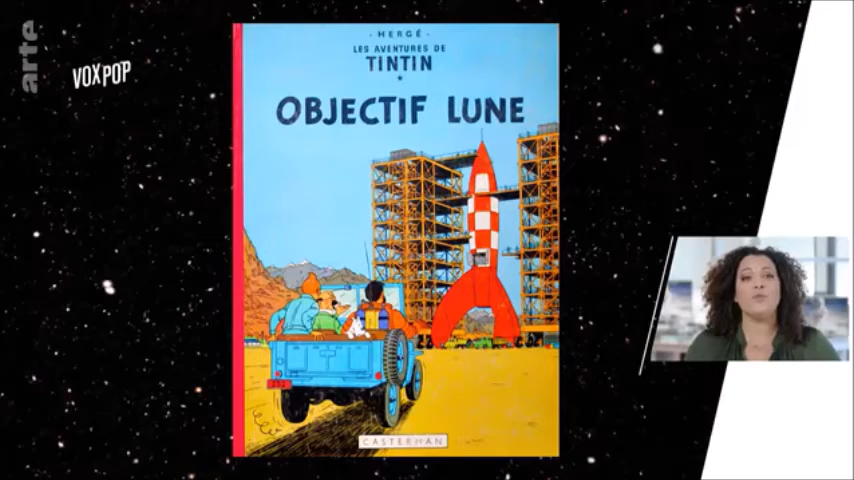 arte
VOXPOP
· HERGÉ ·
LES AVENTURES DE
TINTIN
OBJECTIF LUNE
CASTERMAN